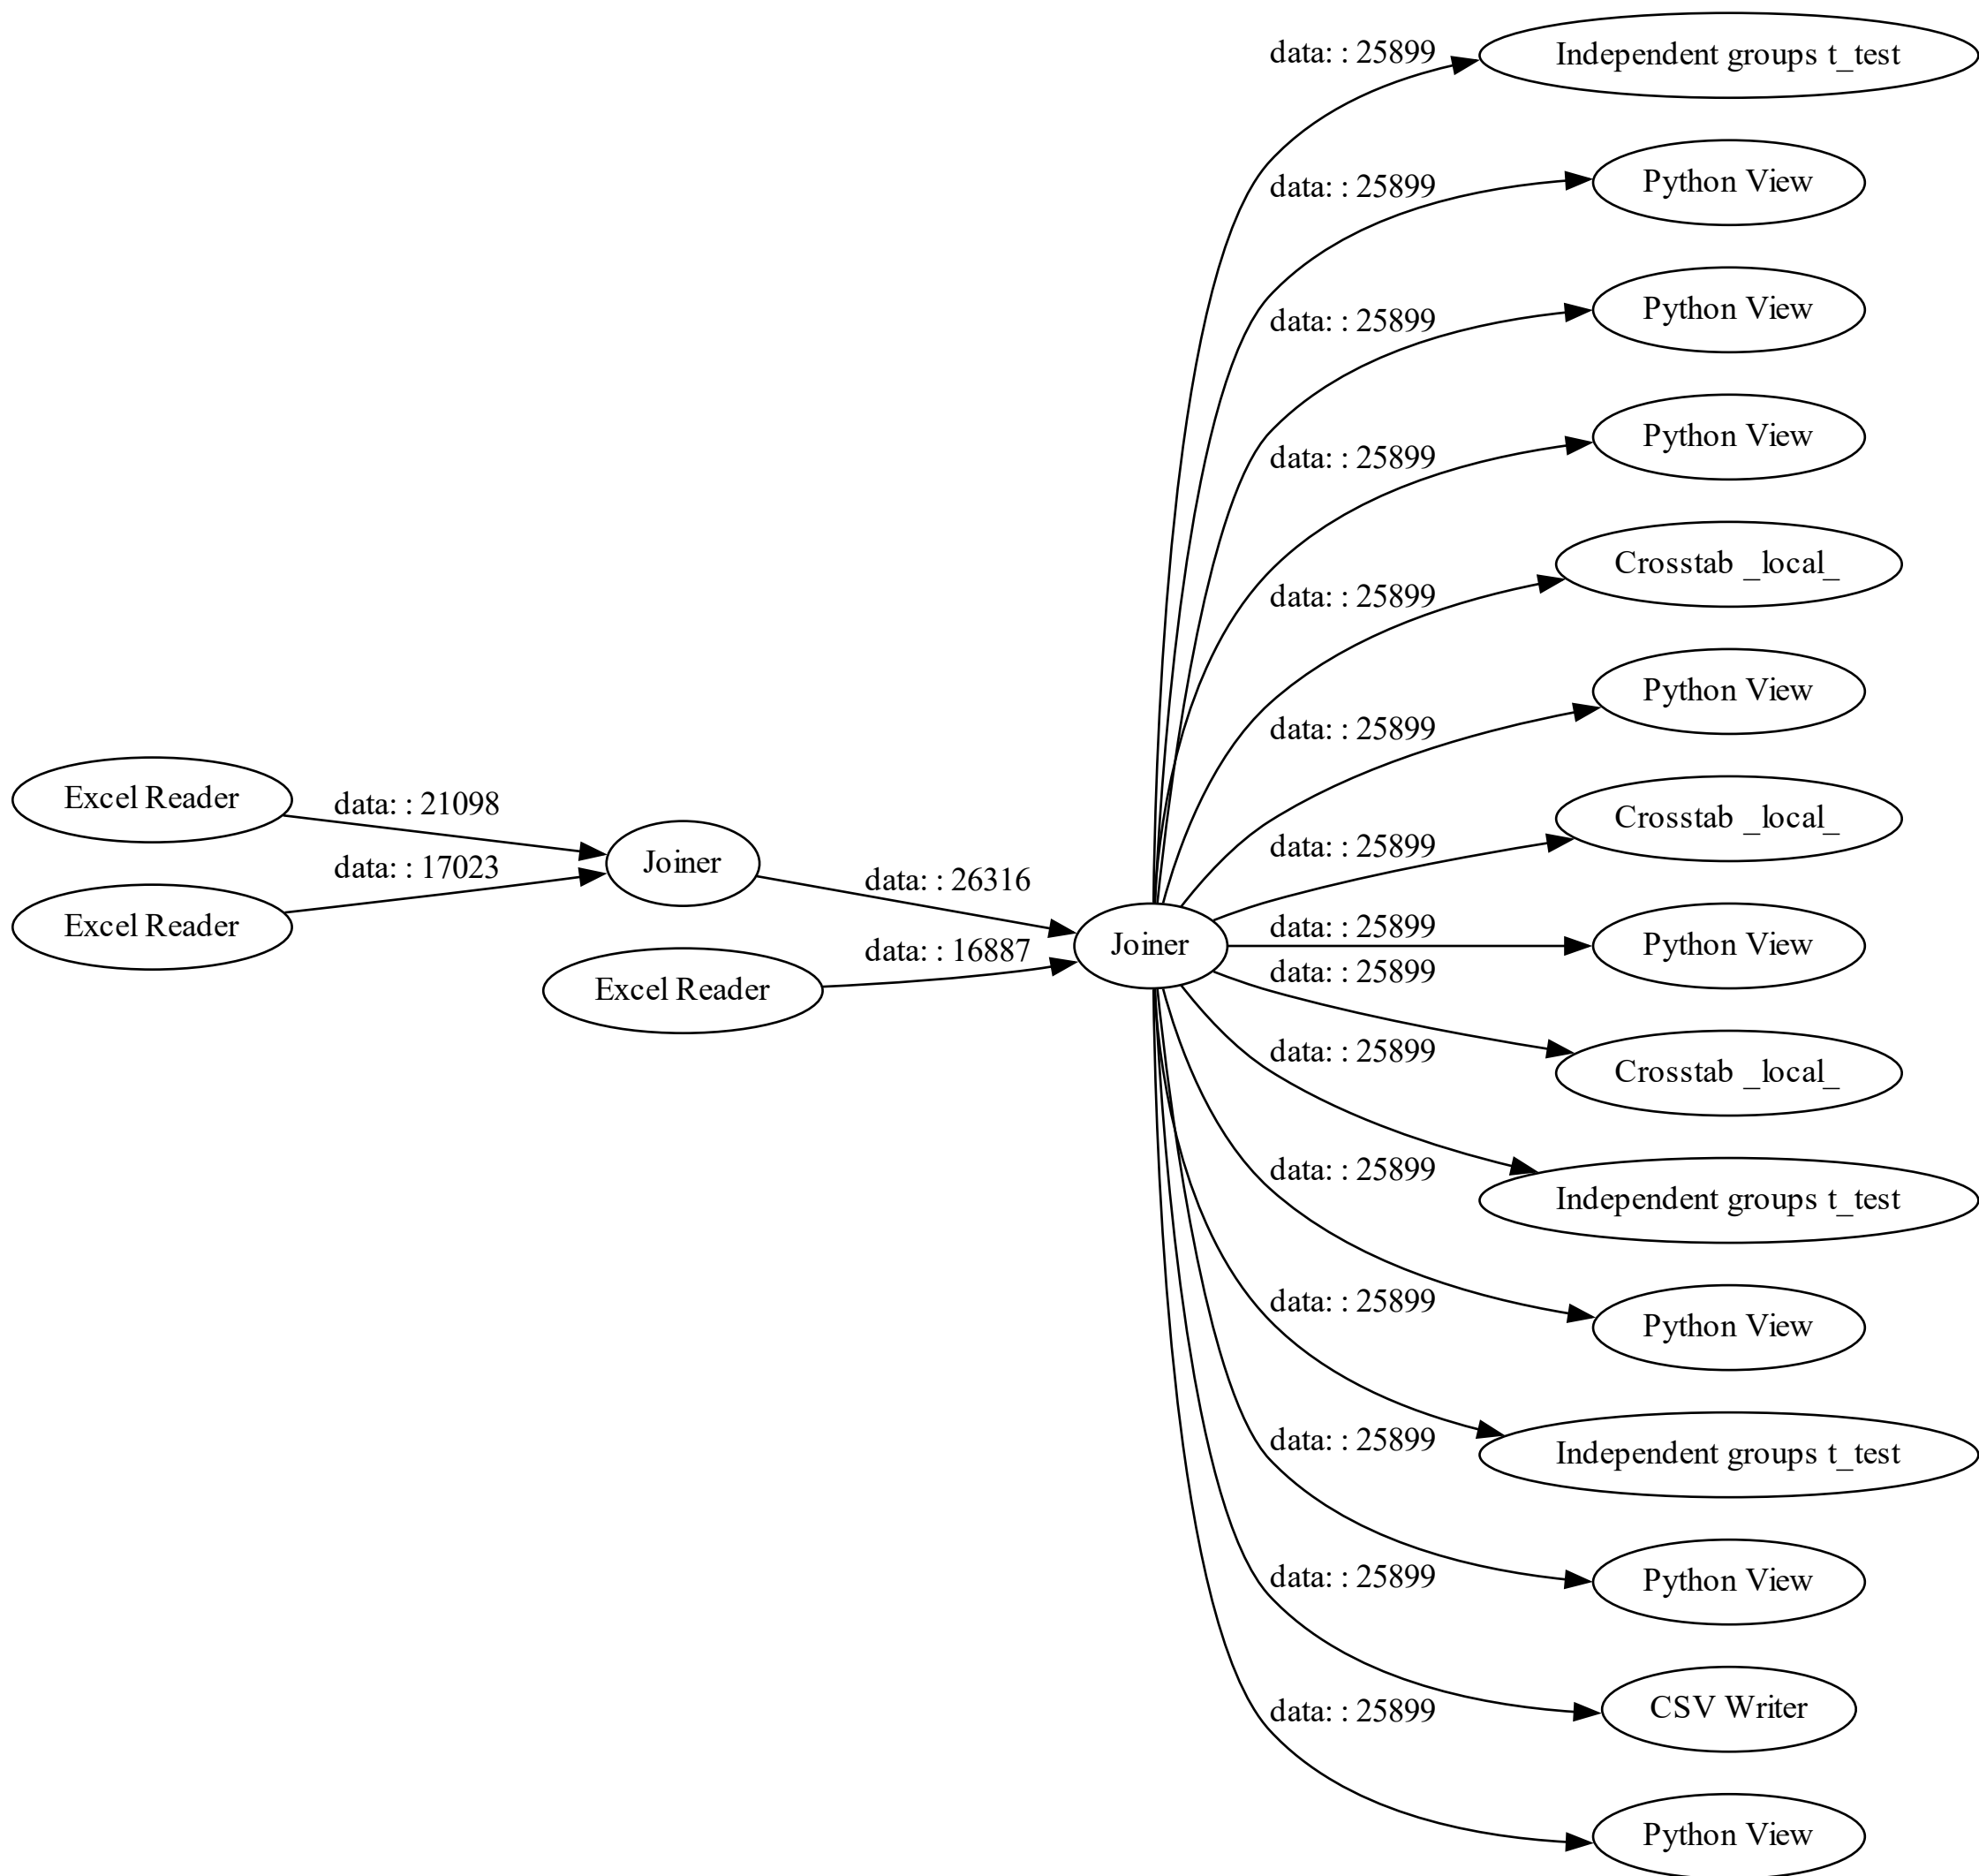 data: : 25899
Independent groups t_test
data: : 25899
Python View
data: : 25899
Python View
data: : 25899
Python View
data: : 25899
Crosstab _local_
data: : 25899
Python View
Excel Reader
data: : 21098
data: : 25899
Crosstab _local_
data: : 17023
Joiner
Excel Reader
data: : 26316
data: : 25899
Python View
data: : 16887
Joiner
Excel Reader
data: : 25899
Crosstab _local_
data: : 25899
Independent groups t_test
data: : 25899
Python View
data: : 25899
Independent groups t_test
data: : 25899
Python View
data: : 25899
CSV Writer
data: : 25899
Python View